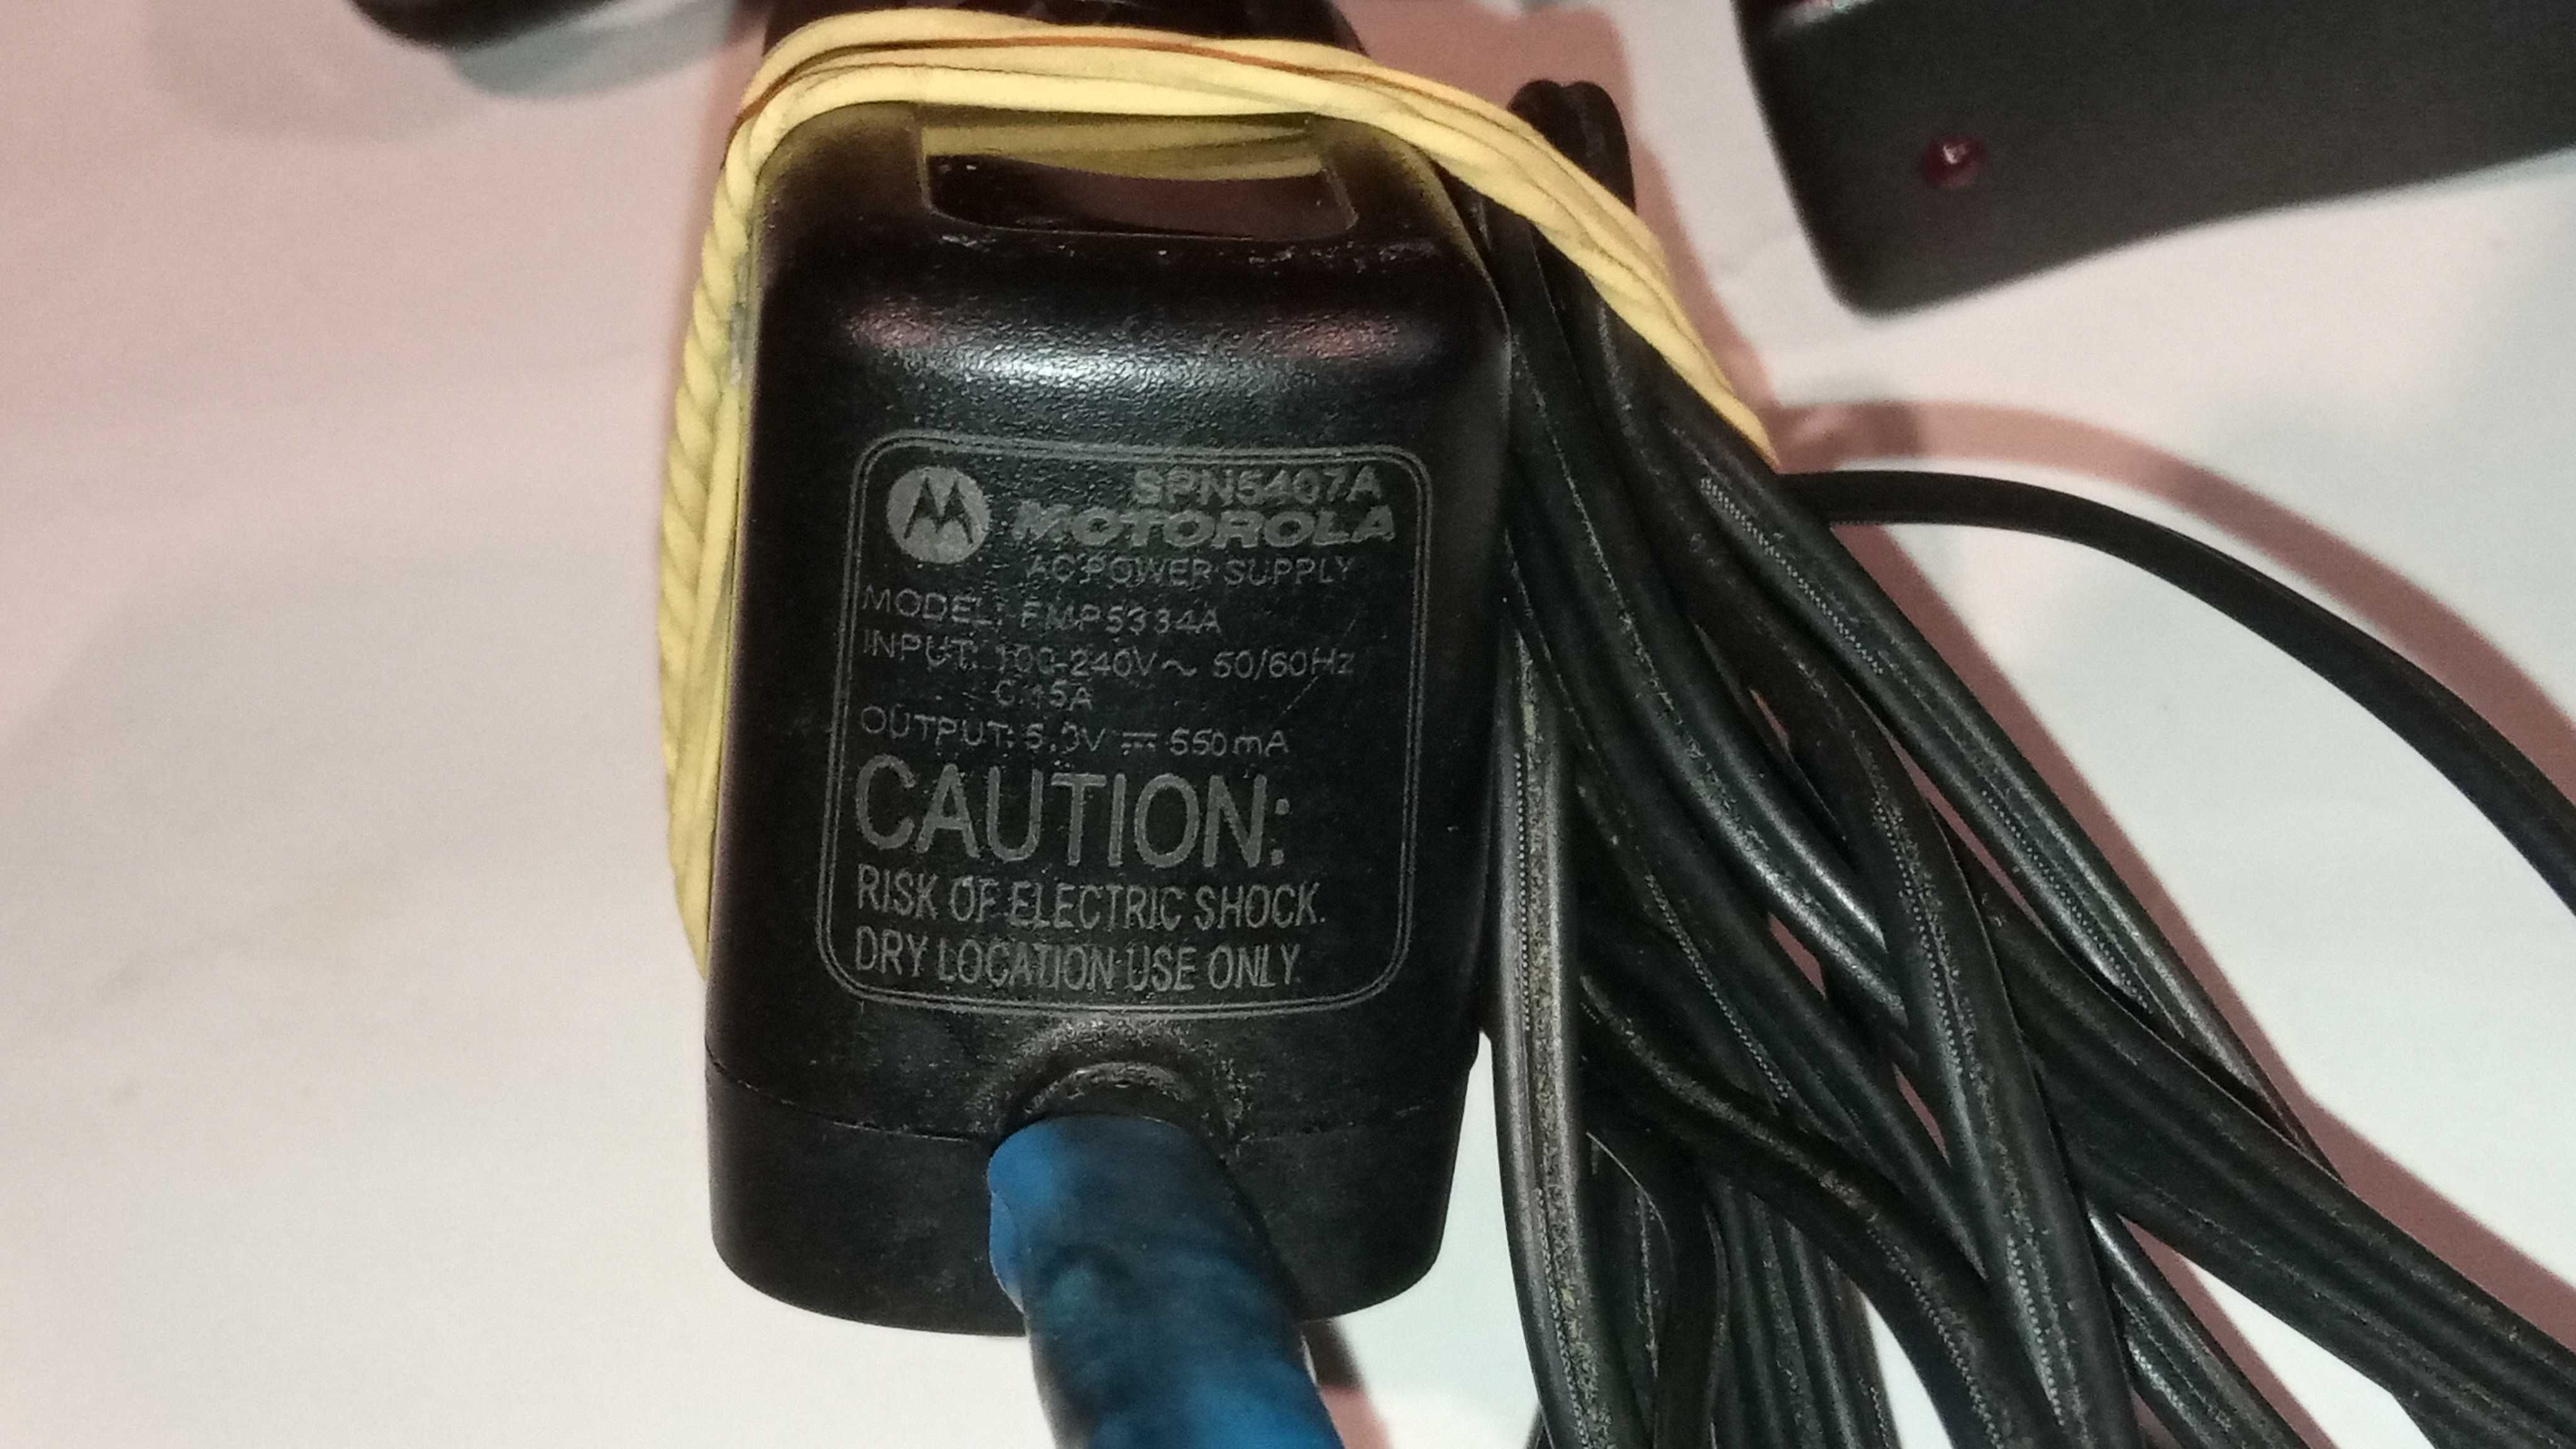 SPN5407A
MOTOROLA
AC POWER SUPPLY
MODEL: FMP5334A
INPUT: 100-240V~ 50/60Hz
0.15A
OUTPUT: 5.0V ⎓ 550mA
CAUTION:
RISK OF ELECTRIC SHOCK.
DRY LOCATION USE ONLY.